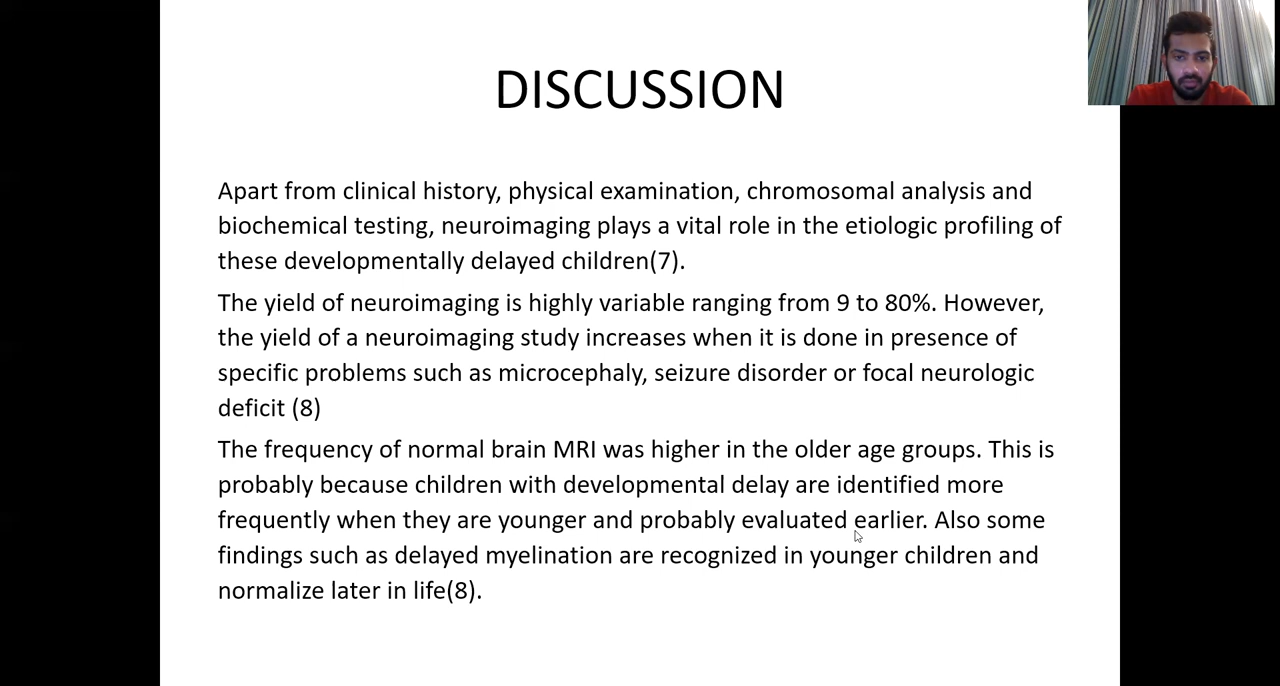 DISCUSSION
Apart from clinical history, physical examination, chromosomal analysis and
biochemical testing, neuroimaging plays a vital role in the etiologic profiling of
these developmentally delayed children(7).
The yield of neuroimaging is highly variable ranging from 9 to 80%. However,
the yield of a neuroimaging study increases when it is done in presence of
specific problems such as microcephaly, seizure disorder or focal neurologic
deficit (8)
The frequency of normal brain MRI was higher in the older age groups. This is
probably because children with developmental delay are identified more
frequently when they are younger and probably evaluated earlier. Also some
findings such as delayed myelination are recognized in younger children and
normalize later in life(8).